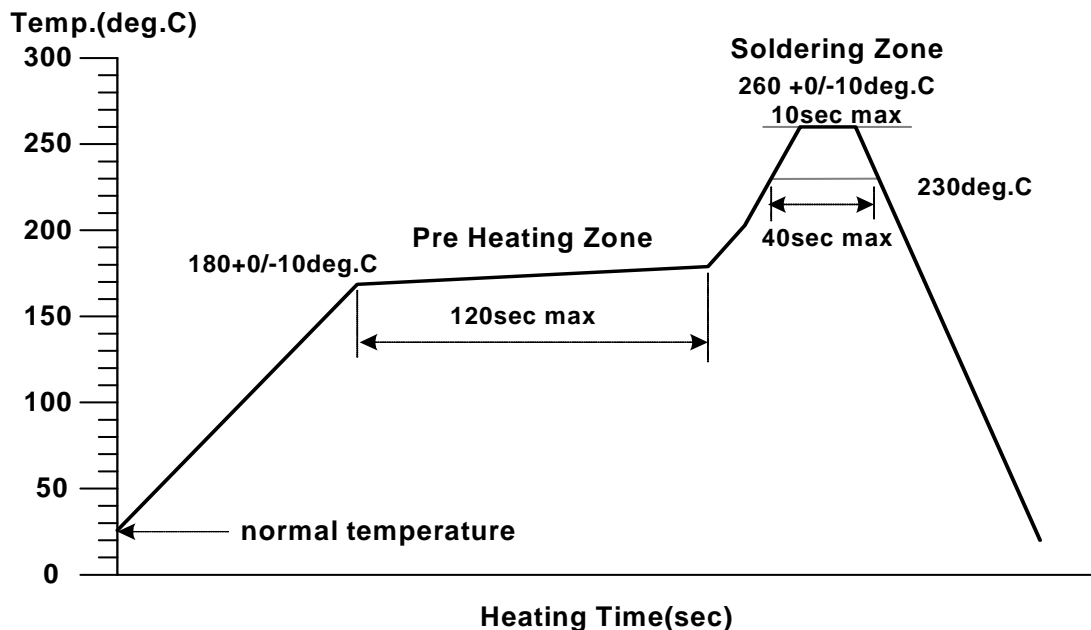 Temp.(deg.C)
300
250
200
150
100
50
0
Soldering Zone
260 +0/-10deg.C
10sec max
230deg.C
40sec max
Pre Heating Zone
180+0/-10deg.C
120sec max
normal temperature
Heating Time(sec)